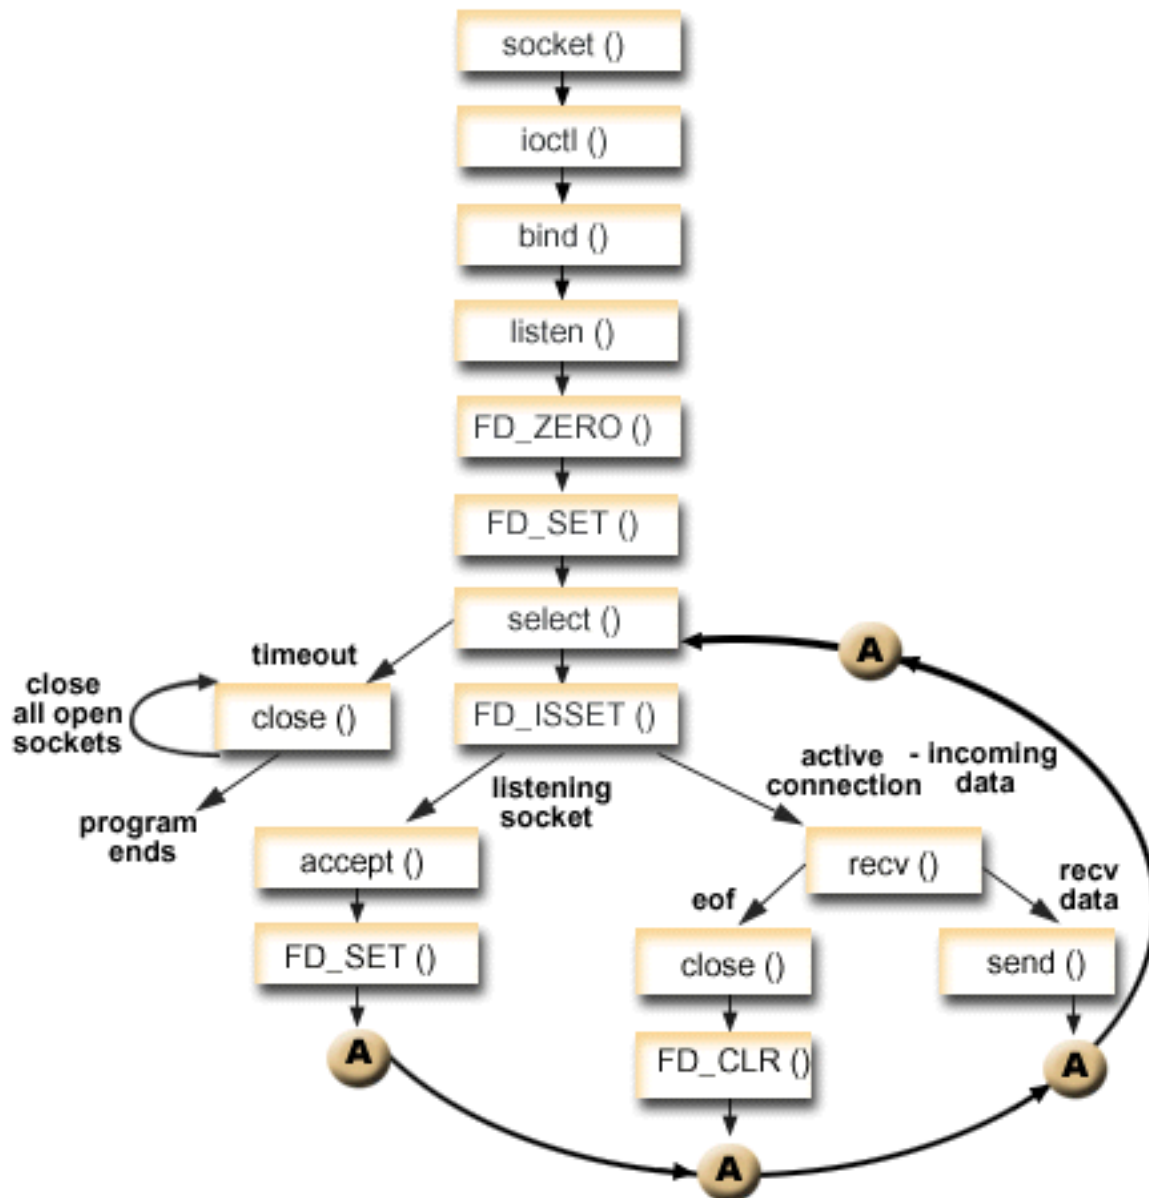 socket ()
ioctl ()
bind ()
listen ()
FD_ZERO ()
FD_SET ()
select ()
A
timeout
close
all open
sockets
close ()
FD_ISSET ()
program
ends
listening
socket
active
connection
- incoming
data
accept ()
recv ()
eof
recv
data
FD_SET ()
close ()
send ()
A
FD_CLR ()
A
A